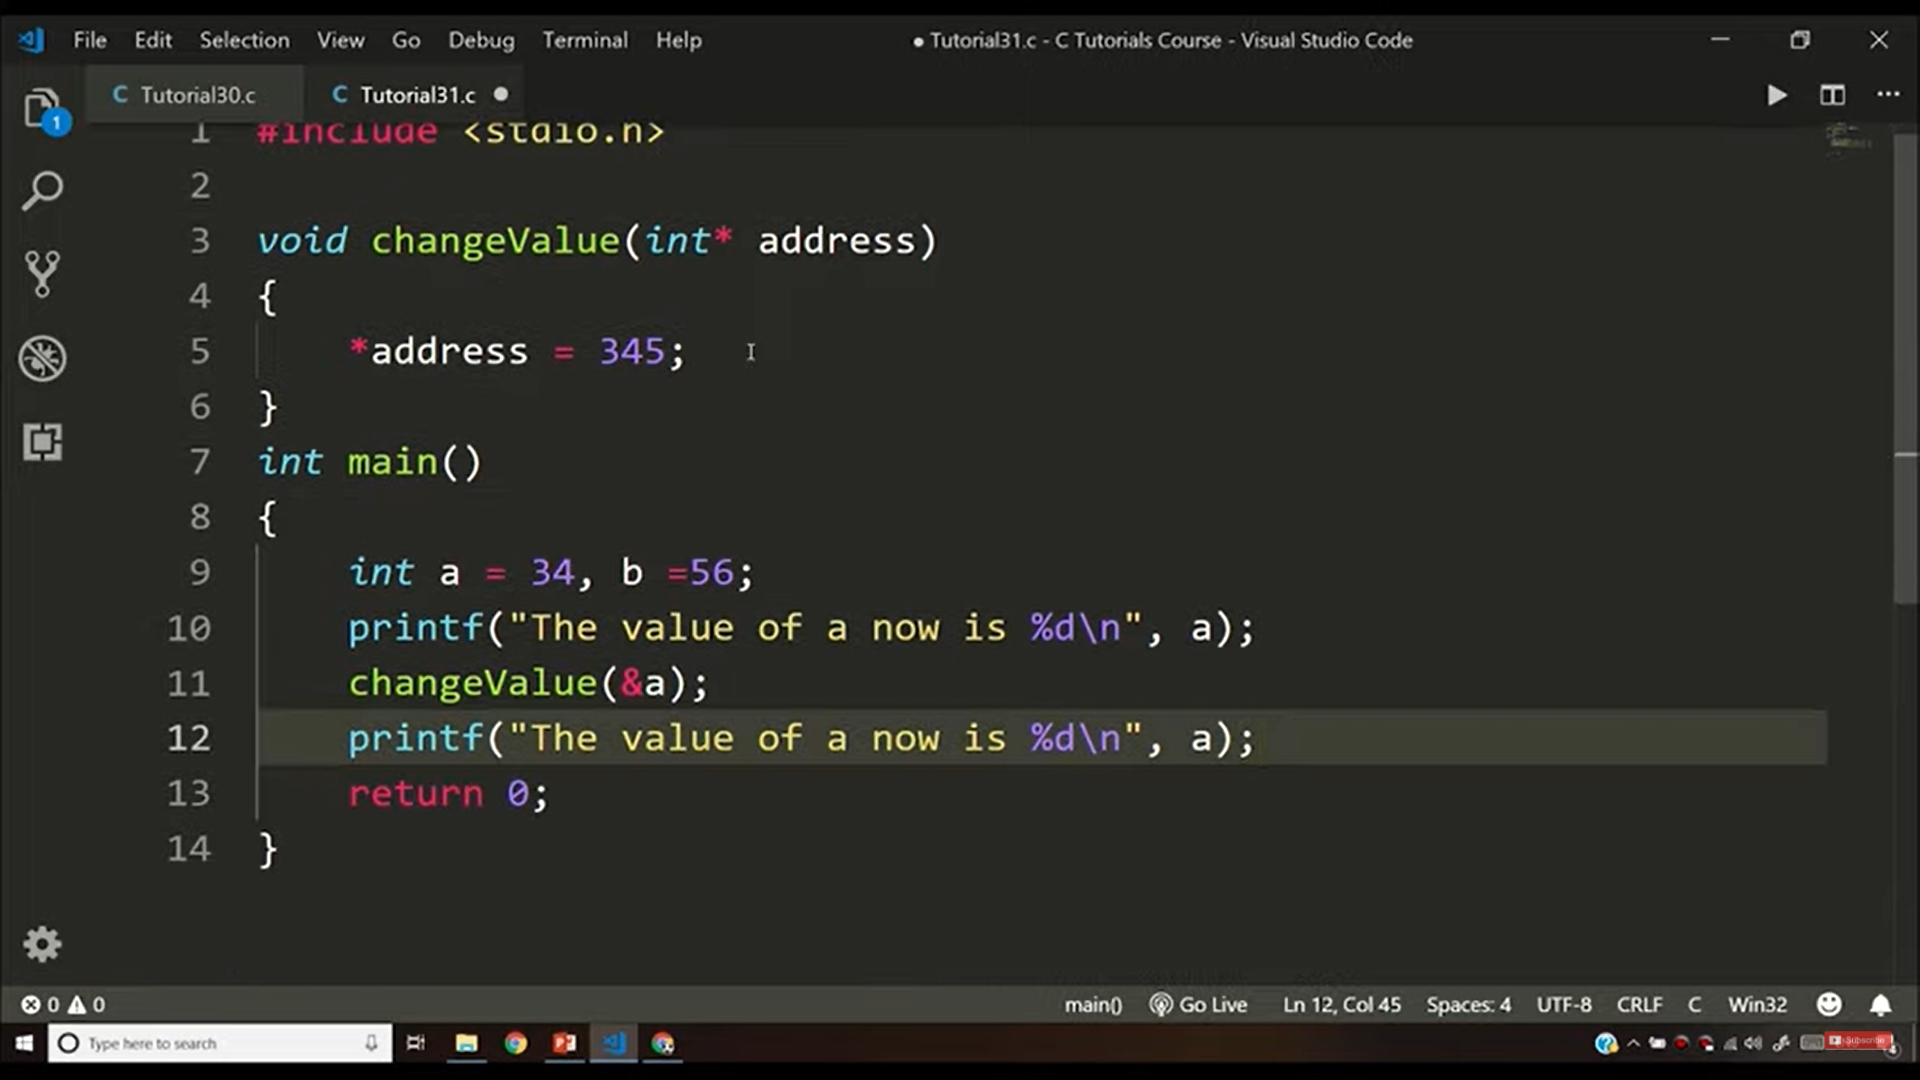 File Edit Selection View Go Debug Terminal Help ● Tutorial31.c - C Tutorials Course - Visual Studio Code
Tutorial30.c Tutorial31.c
1 #include <stdio.h>
2
3 void changeValue(int* address)
4 {
5 *address = 345;
6 }
7 int main()
8 {
9 int a = 34, b =56;
10 printf("The value of a now is %d\n", a);
11 changeValue(&a);
12 printf("The value of a now is %d\n", a);
13 return 0;
14 }
1
0 0 main() Go Live Ln 12, Col 45 Spaces: 4 UTF-8 CRLF C Win32
Type here to search
Subscribe